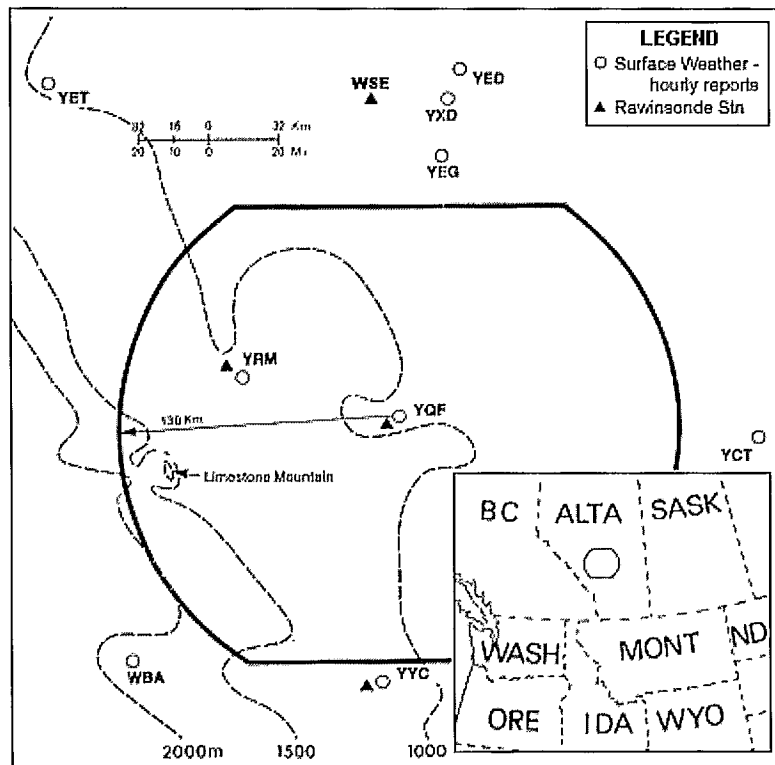 LEGEND
Surface Weather -
hourly reports
Rawinsonde Stn
YET
WSE
YED
YXD
YEG
32 16 0 32 Km
20 10 0 20 Mi
YRM
130 Km
YQF
YCT
Limestone Mountain
WBA
YYC
2000m 1500 1000
BC ALTA SASK
WASH MONT ND
ORE IDA WYO